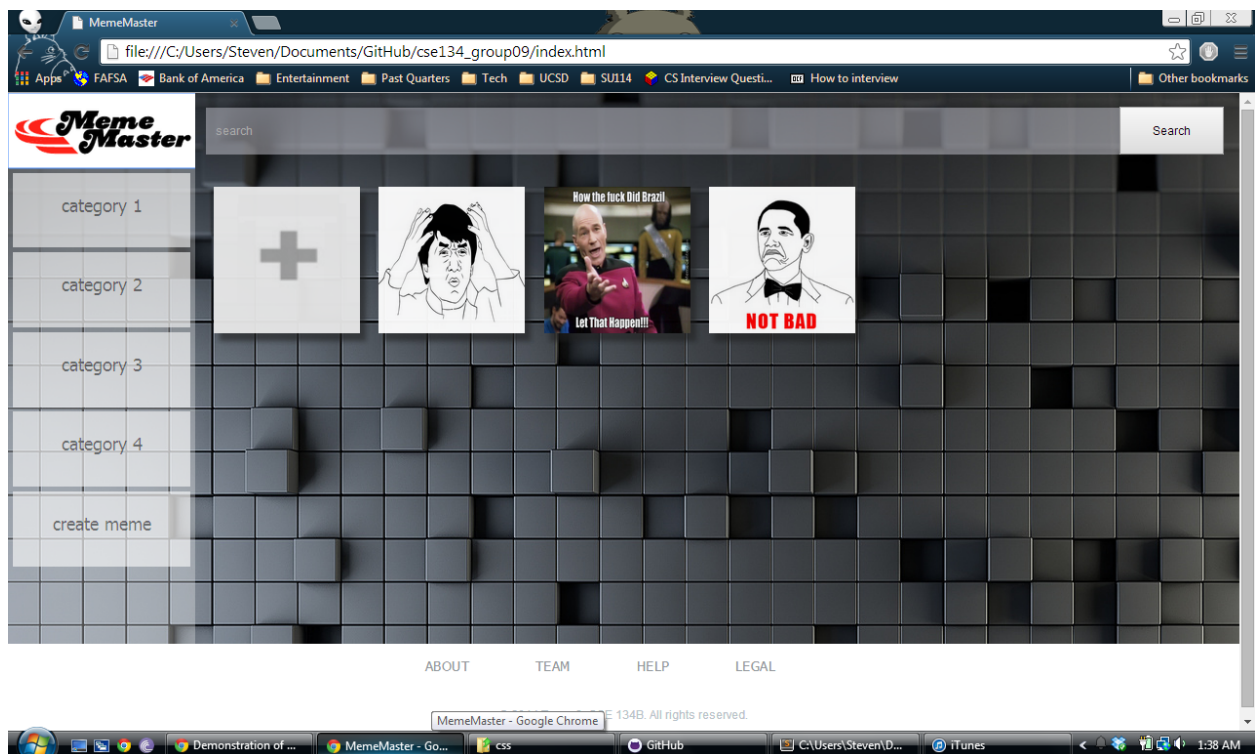 MemeMaster
file:///C:/Users/Steven/Documents/GitHub/cse134_group09/index.html
Apps FAFSA Bank of America Entertainment Past Quarters Tech UCSD SU114 CS Interview Questi... How to interview Other bookmarks
Meme
Master
search
Search
category 1
category 2
category 3
category 4
create meme
How the fuck Did Brazil
Let That Happen!!!
NOT BAD
ABOUT TEAM HELP LEGAL
134B. All rights reserved.
MemeMaster - Google Chrome
Demonstration of ... MemeMaster - Go... css GitHub C:\Users\Steven\D... iTunes 1:38 AM